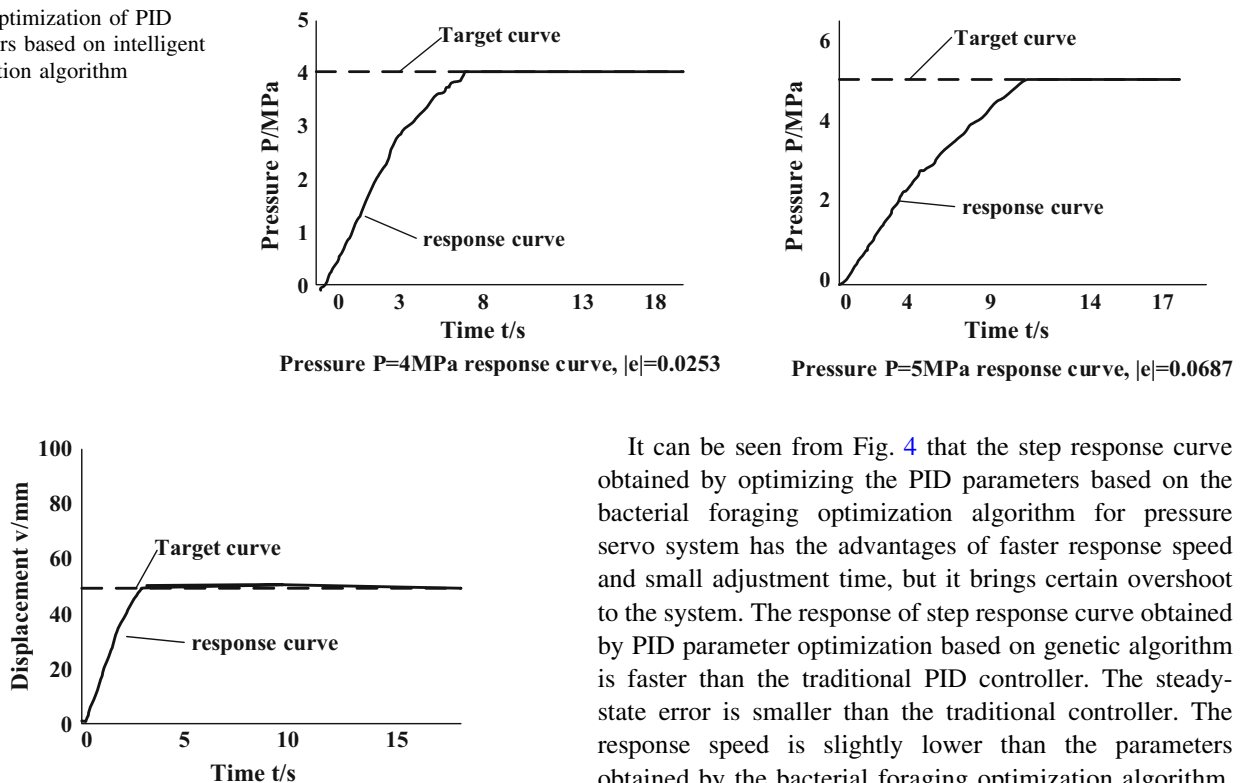 ptimization of PID
rs based on intelligent
tion algorithm
5
4
3
2
1
0
Pressure P/MPa
Target curve
response curve
0 3 8 13 18
Time t/s
Pressure P=4MPa response curve, |e|=0.0253
6
4
2
0
Pressure P/MPa
Target curve
response curve
0 4 9 14 17
Time t/s
Pressure P=5MPa response curve, |e|=0.0687
100
80
60
40
20
0
Displacement v/mm
Target curve
response curve
0 5 10 15
Time t/s
It can be seen from Fig. 4 that the step response curve
obtained by optimizing the PID parameters based on the
bacterial foraging optimization algorithm for pressure
servo system has the advantages of faster response speed
and small adjustment time, but it brings certain overshoot
to the system. The response of step response curve obtained
by PID parameter optimization based on genetic algorithm
is faster than the traditional PID controller. The steady-
state error is smaller than the traditional controller. The
response speed is slightly lower than the parameters
obtained by the bacterial foraging optimization algorithm.